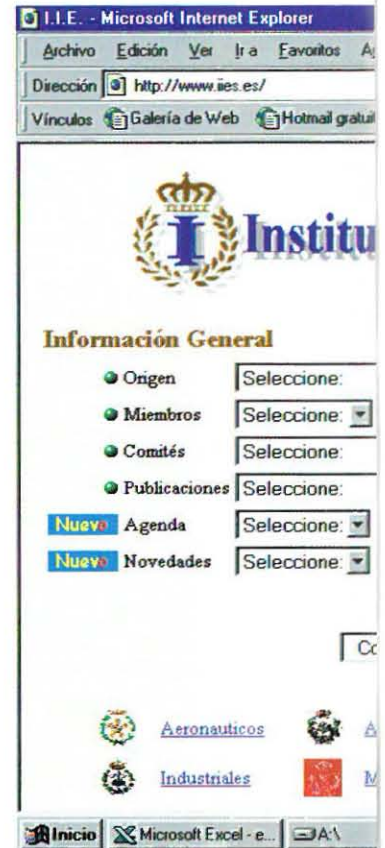 I.I.E. - Microsoft Internet Explorer
Archivo Edición Ver Ir a Favoritos
Dirección http://www.iies.es/
Vínculos Galería de Web Hotmail gratuit
I Institu
Información General
Origen Seleccione:
Miembros Seleccione:
Comités Seleccione:
Publicaciones Seleccione:
Nuevo Agenda Seleccione:
Nuevo Novedades Seleccione:
Co
Aeronauticos A
Industriales M
Inicio Microsoft Excel - e... A:\